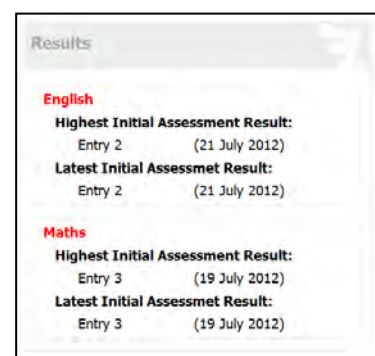 Results
English
Highest Initial Assessment Result:
Entry 2 (21 July 2012)
Latest Initial Assessmet Result:
Entry 2 (21 July 2012)
Maths
Highest Initial Assessment Result:
Entry 3 (19 July 2012)
Latest Initial Assessmet Result:
Entry 3 (19 July 2012)